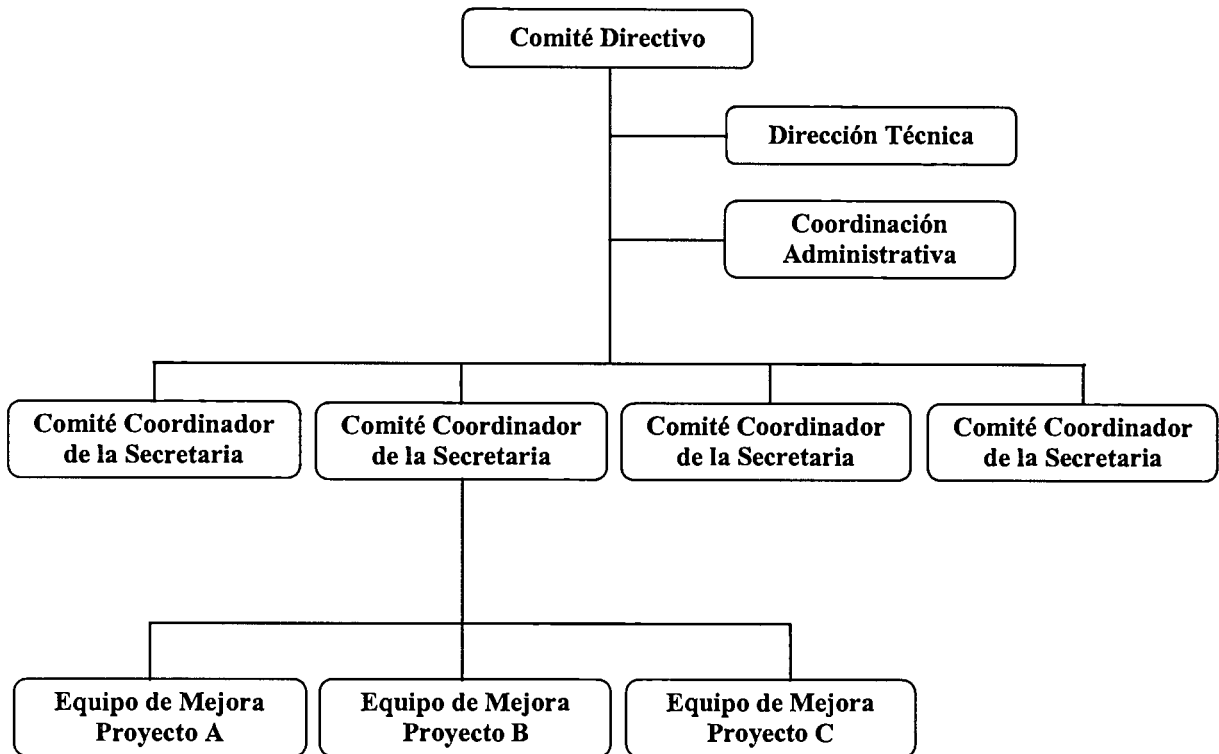 Comité Directivo
Dirección Técnica
Coordinación
Administrativa
Comité Coordinador
de la Secretaria
Comité Coordinador
de la Secretaria
Comité Coordinador
de la Secretaria
Comité Coordinador
de la Secretaria
Equipo de Mejora
Proyecto A
Equipo de Mejora
Proyecto B
Equipo de Mejora
Proyecto C